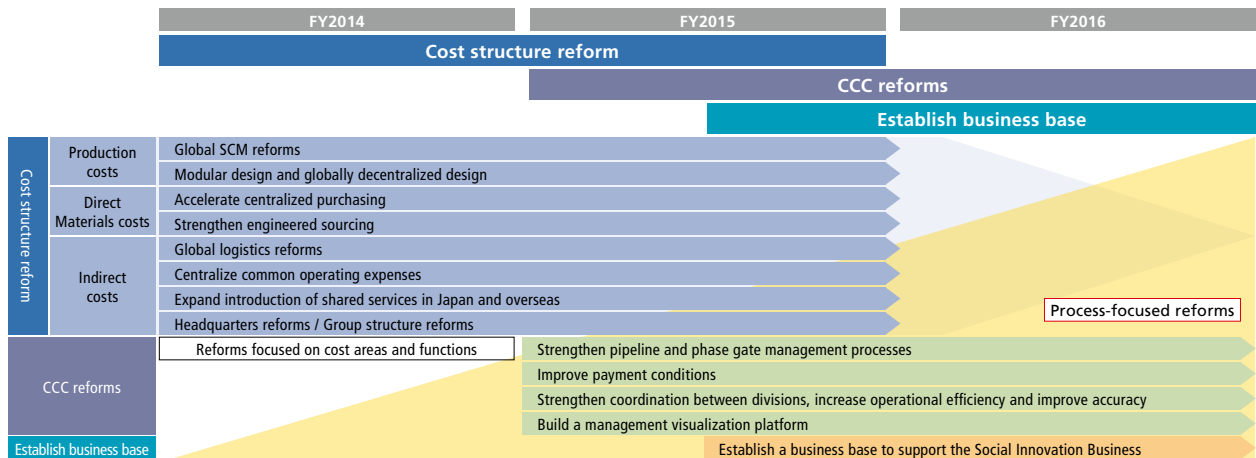 FY2014
FY2015
FY2016
Cost structure reform
CCC reforms
Establish business base
Cost structure reform
Production
costs
Global SCM reforms
Modular design and globally decentralized design
Direct
Materials costs
Accelerate centralized purchasing
Strengthen engineered sourcing
Indirect
costs
Global logistics reforms
Centralize common operating expenses
Expand introduction of shared services in Japan and overseas
Headquarters reforms / Group structure reforms
Process-focused reforms
CCC reforms
Reforms focused on cost areas and functions
Strengthen pipeline and phase gate management processes
Improve payment conditions
Strengthen coordination between divisions, increase operational efficiency and improve accuracy
Build a management visualization platform
Establish business base
Establish a business base to support the Social Innovation Business